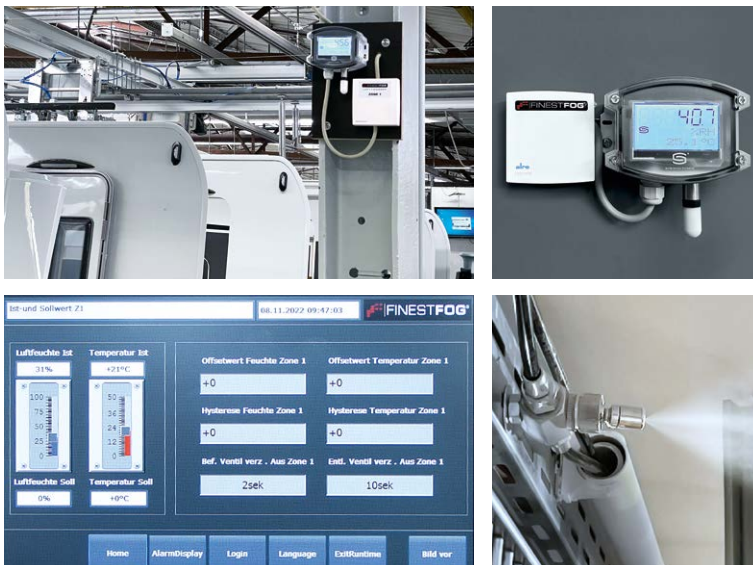 456
ZONE 1
FINESTFOG
40.7
%RH
Ist-und Sollwert Z1
08.11.2022 09:47:03
FINESTFOG
Luftfeuchte Ist
Temperatur Ist
31%
+21°C
100
75
50
25
0
50
36
24
12
0
Luftfeuchte Soll
Temperatur Soll
0%
+0°C
Offsetwert Feuchte Zone 1
Offsetwert Temperatur Zone 1
+0
+0
Hysterese Feuchte Zone 1
Hysterese Temperatur Zone 1
+0
+0
Bef. Ventil verz . Aus Zone 1
Entl. Ventil verz . Aus Zone 1
2sek
10sek
Home
AlarmDisplay
Login
Language
ExitRuntime
Bild vor